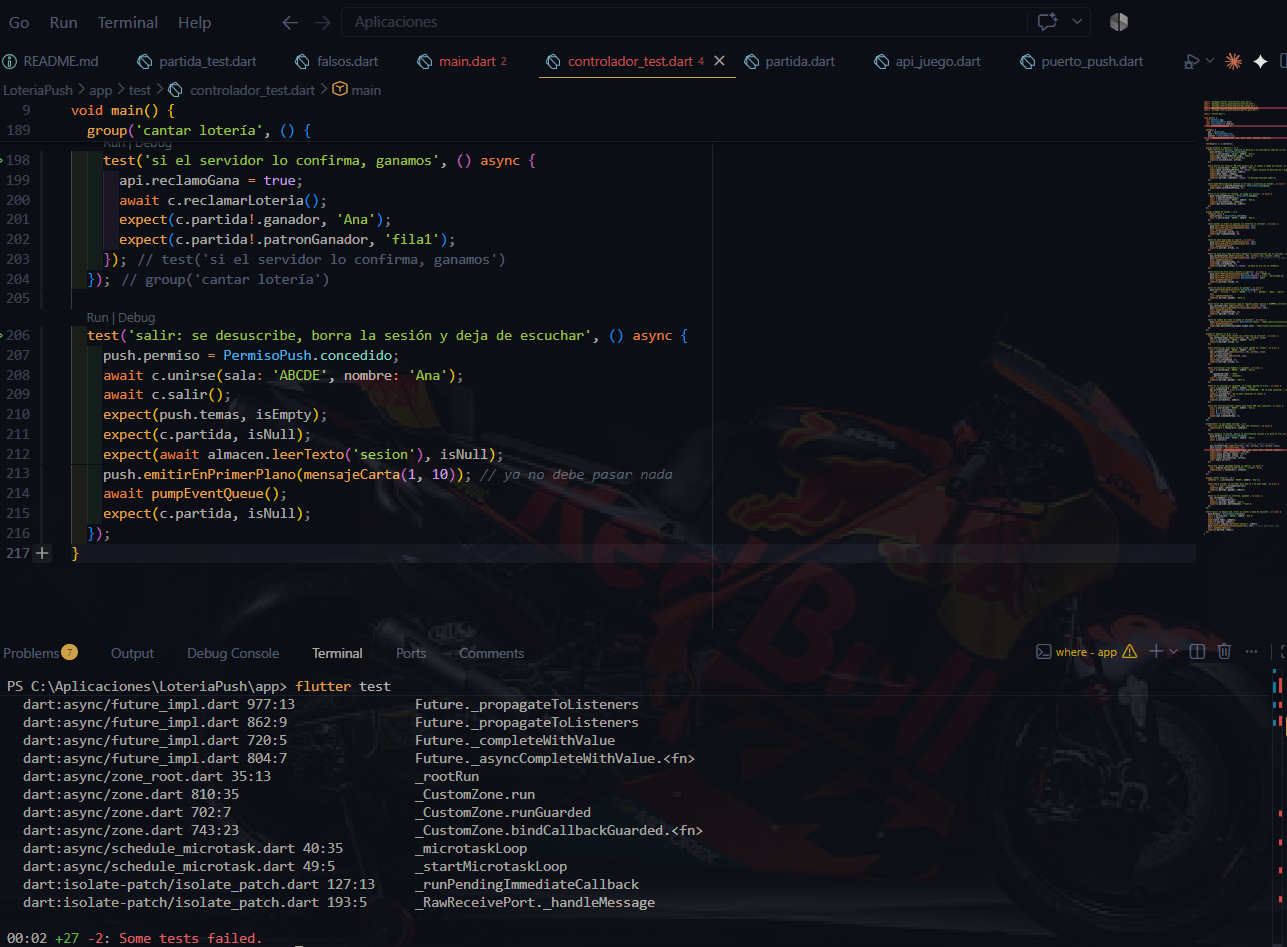 Go Run Terminal Help Aplicaciones
README.md partida_test.dart falsos.dart main.dart 2 controlador_test.dart 4 partida.dart api_juego.dart puerto_push.dart
LoteriaPush > app > test > controlador_test.dart > main
9 void main() {
189 group('cantar lotería', () {
Run | Debug
198 test('si el servidor lo confirma, ganamos', () async {
199 api.reclamoGana = true;
200 await c.reclamarLoteria();
201 expect(c.partida!.ganador, 'Ana');
202 expect(c.partida!.patronGanador, 'fila1');
203 }); // test('si el servidor lo confirma, ganamos')
204 }); // group('cantar lotería')
205
Run | Debug
206 test('salir: se desuscribe, borra la sesión y deja de escuchar', () async {
207 push.permiso = PermisoPush.concedido;
208 await c.unirse(sala: 'ABCDE', nombre: 'Ana');
209 await c.salir();
210 expect(push.temas, isEmpty);
211 expect(c.partida, isNull);
212 expect(await almacen.leerTexto('sesion'), isNull);
213 push.emitirEnPrimerPlano(mensajeCarta(1, 10)); // ya no debe pasar nada
214 await pumpEventQueue();
215 expect(c.partida, isNull);
216 });
217 }
Problems 7 Output Debug Console Terminal Ports Comments where - app
PS C:\Aplicaciones\LoteriaPush\app> flutter test
dart:async/future_impl.dart 977:13 Future._propagateToListeners
dart:async/future_impl.dart 862:9 Future._propagateToListeners
dart:async/future_impl.dart 720:5 Future._completeWithValue
dart:async/future_impl.dart 804:7 Future._asyncCompleteWithValue.<fn>
dart:async/zone_root.dart 35:13 _rootRun
dart:async/zone.dart 810:35 _CustomZone.run
dart:async/zone.dart 702:7 _CustomZone.runGuarded
dart:async/zone.dart 743:23 _CustomZone.bindCallbackGuarded.<fn>
dart:async/schedule_microtask.dart 40:35 _microtaskLoop
dart:async/schedule_microtask.dart 49:5 _startMicrotaskLoop
dart:isolate-patch/isolate_patch.dart 127:13 _runPendingImmediateCallback
dart:isolate-patch/isolate_patch.dart 193:5 _RawReceivePort._handleMessage
00:02 +27 -2: Some tests failed.